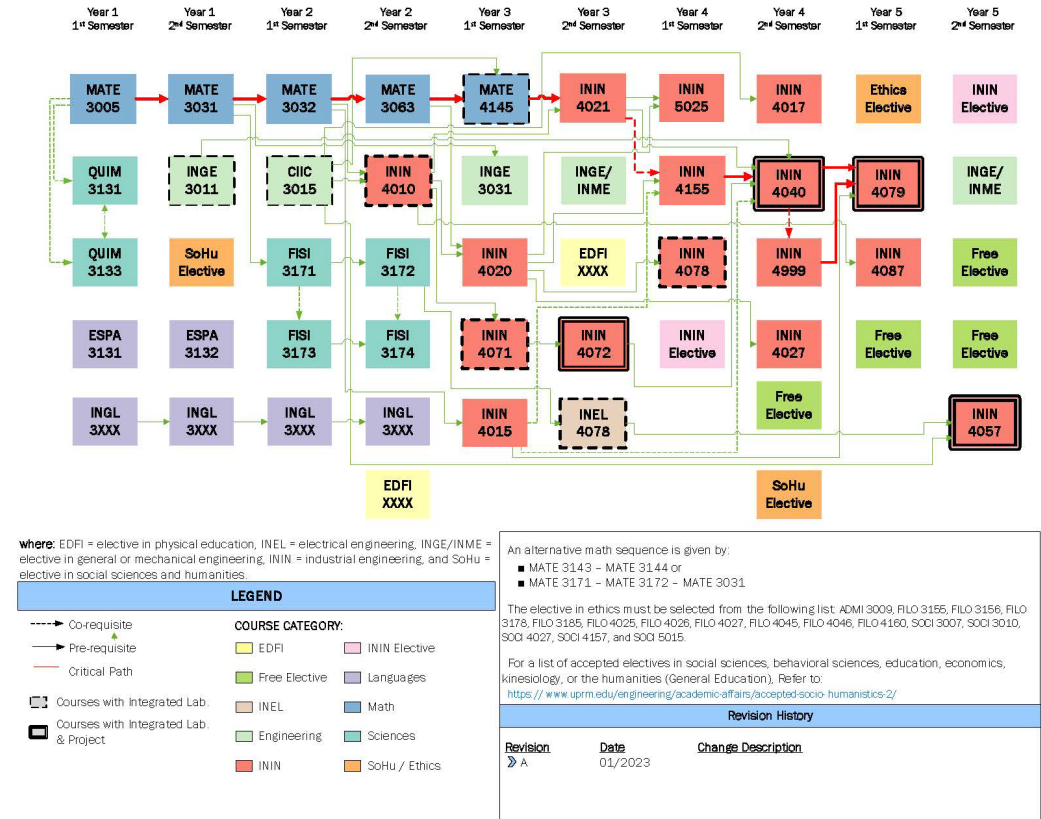 Year 1 Year 1 Year 2 Year 2 Year 3 Year 3 Year 4 Year 4 Year 5 Year 5
1st Semester 2nd Semester 1st Semester 2nd Semester 1st Semester 2nd Semester 1st Semester 2nd Semester 1st Semester 2nd Semester
MATE MATE MATE MATE MATE ININ ININ ININ Ethics ININ
3005 3031 3032 3063 4145 4021 5025 4017 Elective Elective
QUIM INGE CIIC ININ INGE INGE/ ININ ININ ININ INGE/
3131 3011 3015 4010 3031 INME 4155 4040 4079 INME
QUIM SoHu FISI FISI ININ EDFI ININ ININ ININ Free
3133 Elective 3171 3172 4020 XXXX 4078 4999 4087 Elective
ESPA ESPA FISI FISI ININ ININ ININ ININ Free Free
3131 3132 3173 3174 4071 4072 Elective 4027 Elective Elective
Free
Elective
INGL INGL INGL INGL ININ INEL ININ
3XXX 3XXX 3XXX 3XXX 4015 4078 4057
EDFI SoHu
XXXX Elective
where: EDFI = elective in physical education, INEL = electrical engineering, INGE/INME =
elective in general or mechanical engineering, ININ = industrial engineering, and SoHu =
elective in social sciences and humanities.
LEGEND
Co-requisite
Pre-requisite
Critical Path
Courses with Integrated Lab.
Courses with Integrated Lab.
& Project
COURSE CATEGORY:
EDFI ININ Elective
Free Elective Languages
INEL Math
Engineering Sciences
ININ SoHu / Ethics
An alternative math sequence is given by:
■ MATE 3143 – MATE 3144 or
■ MATE 3171 – MATE 3172 – MATE 3031
The elective in ethics must be selected from the following list: ADMI 3009, FILO 3155, FILO 3156, FILO
3178, FILO 3185, FILO 4025, FILO 4026, FILO 4027, FILO 4045, FILO 4046, FILO 4160, SOCI 3007, SOCI 3010,
SOCI 4027, SOCI 4157, and SOCI 5015.
For a list of accepted electives in social sciences, behavioral sciences, education, economics,
kinesiology, or the humanities (General Education), Refer to:
https://www.uprm.edu/engineering/academic-affairs/accepted-socio-humanistics-2/
Revision History
Revision Date Change Description
A 01/2023